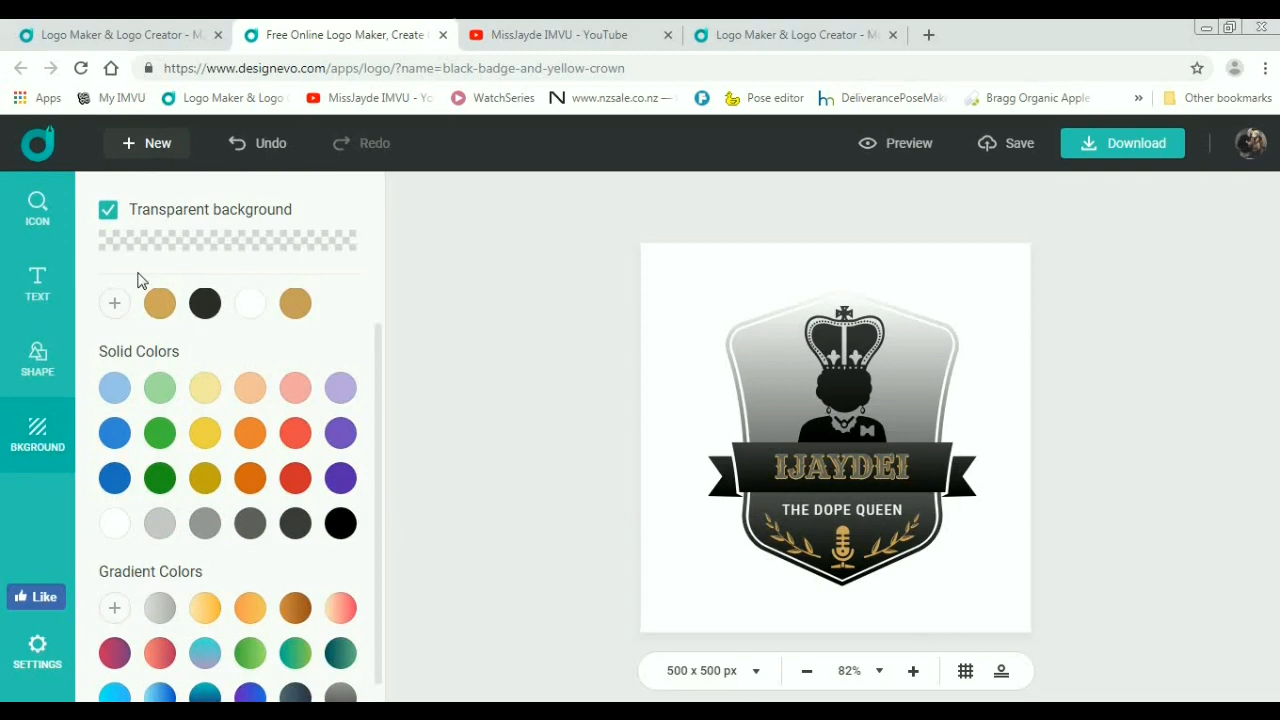 Logo Maker & Logo Creator - M
Free Online Logo Maker, Create
MissJayde IMVU - YouTube
Logo Maker & Logo Creator - M
https://www.designevo.com/apps/logo/?name=black-badge-and-yellow-crown
Apps
My IMVU
Logo Maker & Logo
MissJayde IMVU - Yo
WatchSeries
www.nzsale.co.nz —
Pose editor
DeliverancePoseMak
Bragg Organic Apple
»
Other bookmarks
New
Undo
Redo
Preview
Save
Download
ICON
TEXT
SHAPE
BKGROUND
Like
SETTINGS
Transparent background
Solid Colors
Gradient Colors
IJAYDEI
THE DOPE QUEEN
500 x 500 px
82%